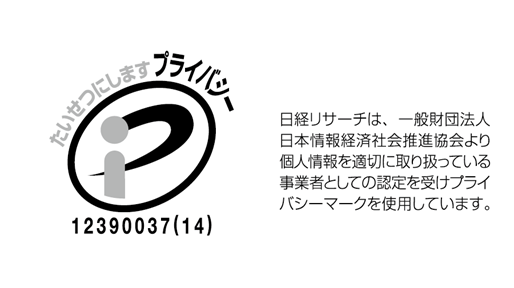 たいせつにします プライバシー
12390037(14)
日経リサーチは、一般財団法人
日本情報経済社会推進協会より
個人情報を適切に取り扱っている
事業者としての認定を受けプライ
バシーマークを使用しています。